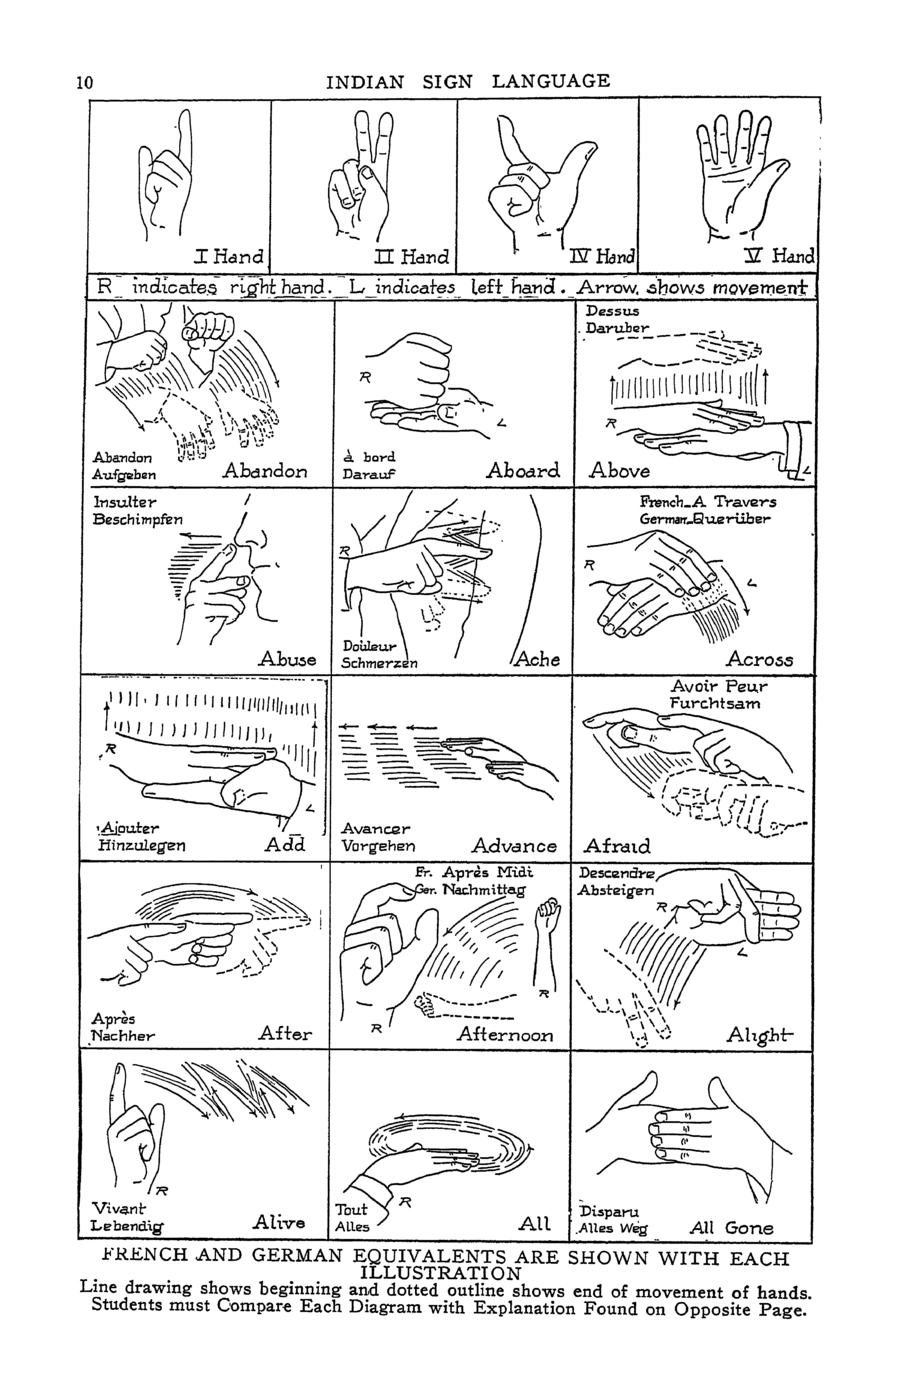 10
INDIAN SIGN LANGUAGE
I Hand
II Hand
IV Hand
V Hand
R indicates right hand. L indicates left hand. Arrow, shows movement
Abandon
Aufgeben
Abandon
R
L
à bord
Darauf
Aboard
Dessus
Daruber
R
L
Above
Insulter
Beschimpfen
Abuse
R
Douleur
Schmerzen
Ache
French_A Travers
German_Querüber
R
L
Across
R
L
Ajouter
Hinzulegen
Add
Avancer
Vorgehen
Advance
Avoir Peur
Furchtsam
Afraid
Après
Nachher
After
Fr. Après Midi
Ger. Nachmittag
R
R
Afternoon
Descendre
Absteigen
R
L
Alight
R
Vivant
Lebendig
Alive
R
Tout
Alles
All
Disparu
Alles Weg
All Gone
FRENCH AND GERMAN EQUIVALENTS ARE SHOWN WITH EACH
ILLUSTRATION
Line drawing shows beginning and dotted outline shows end of movement of hands.
Students must Compare Each Diagram with Explanation Found on Opposite Page.